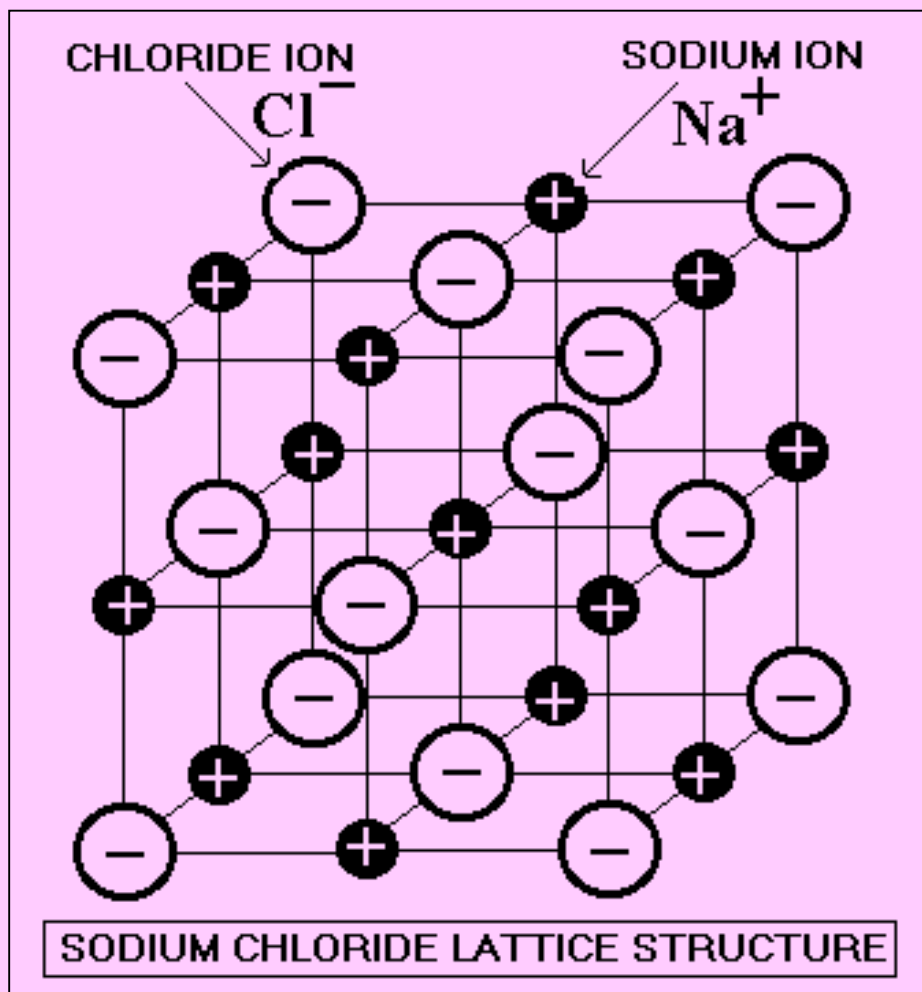 CHLORIDE ION
SODIUM ION
Cl⁻
Na⁺
− + −
+ − +
− + −
+ − +
− + −
+ − +
− + −
+ − +
− + −
SODIUM CHLORIDE LATTICE STRUCTURE